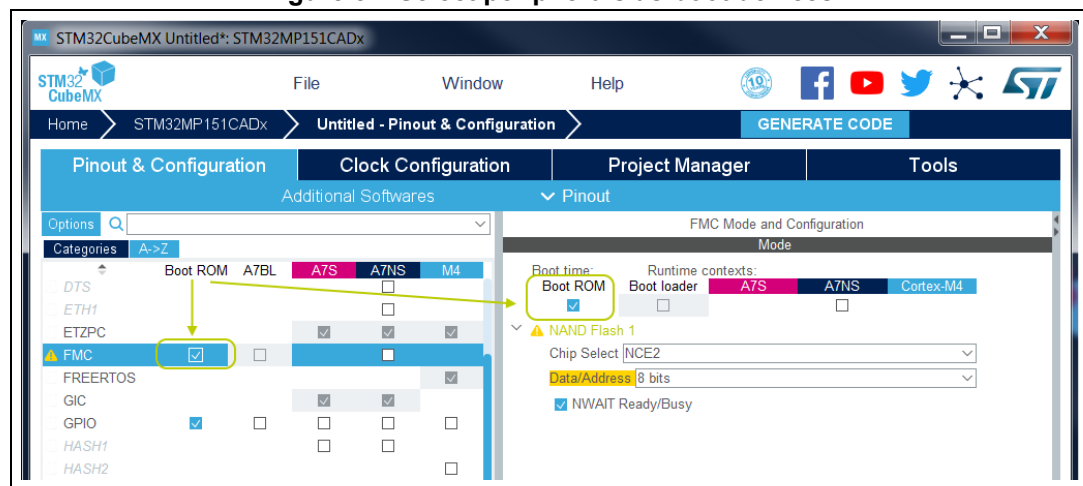 STM32CubeMX Untitled*: STM32MP151CADx
STM32 CubeMX File Window Help 10
Home STM32MP151CADx Untitled - Pinout & Configuration GENERATE CODE
Pinout & Configuration Clock Configuration Project Manager Tools
Additional Softwares Pinout
Options FMC Mode and Configuration
Categories A->Z Mode
Boot ROM A7BL A7S A7NS M4
Boot time: Runtime contexts:
Boot ROM Boot loader A7S A7NS Cortex-M4
DTS
ETH1
ETZPC
NAND Flash 1
FMC
Chip Select NCE2
FREERTOS
Data/Address 8 bits
GIC
NWAIT Ready/Busy
GPIO
HASH1
HASH2